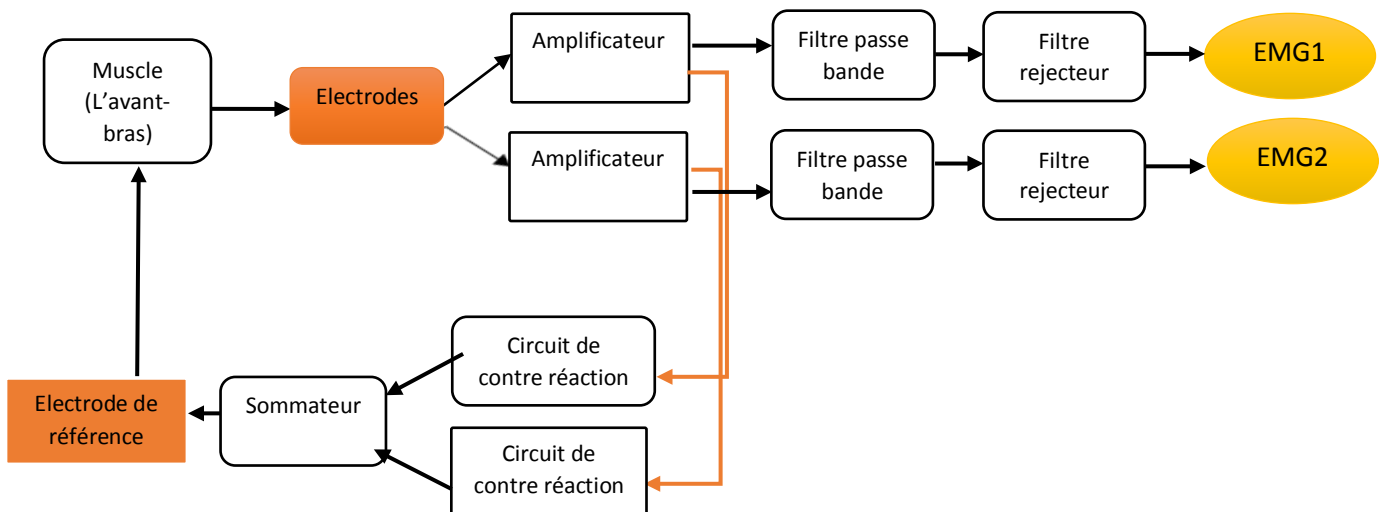 Muscle
(L'avant-
bras)
Electrodes
Amplificateur
Filtre passe
bande
Filtre
rejecteur
EMG1
Amplificateur
Filtre passe
bande
Filtre
rejecteur
EMG2
Circuit de
contre réaction
Electrode de
référence
Sommateur
Circuit de
contre réaction